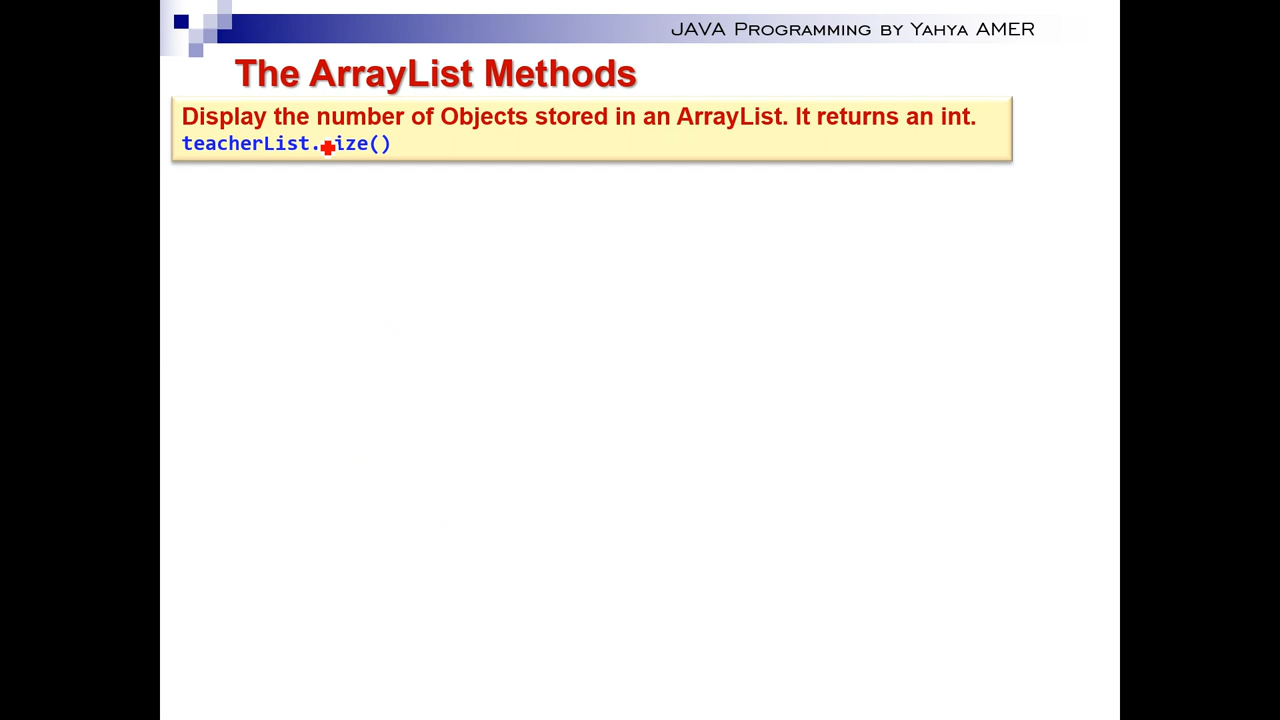 JAVA Programming by Yahya AMER
The ArrayList Methods
Display the number of Objects stored in an ArrayList. It returns an int.
teacherList.size()